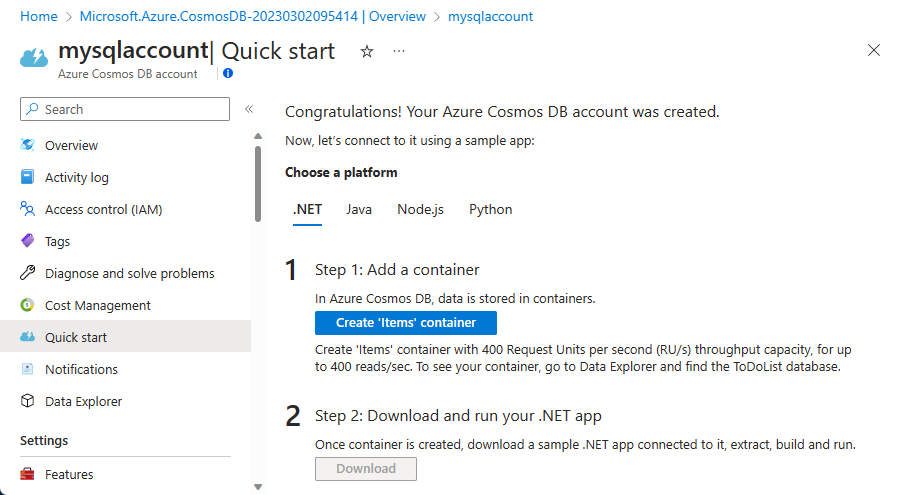 Home > Microsoft.Azure.CosmosDB-20230302095414 | Overview > mysqlaccount
mysqlaccount| Quick start
Azure Cosmos DB account
Search
Overview
Activity log
Access control (IAM)
Tags
Diagnose and solve problems
Cost Management
Quick start
Notifications
Data Explorer
Settings
Features
Congratulations! Your Azure Cosmos DB account was created.
Now, let's connect to it using a sample app:
Choose a platform
.NET Java Node.js Python
1 Step 1: Add a container
In Azure Cosmos DB, data is stored in containers.
Create 'Items' container
Create 'Items' container with 400 Request Units per second (RU/s) throughput capacity, for up
to 400 reads/sec. To see your container, go to Data Explorer and find the ToDoList database.
2 Step 2: Download and run your .NET app
Once container is created, download a sample .NET app connected to it, extract, build and run.
Download